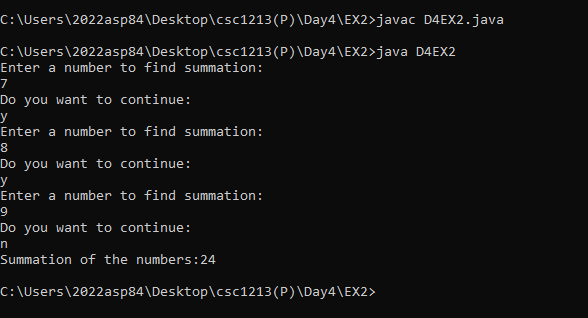 C:\Users\2022asp84\Desktop\csc1213(P)\Day4\EX2>javac D4EX2.java
C:\Users\2022asp84\Desktop\csc1213(P)\Day4\EX2>java D4EX2
Enter a number to find summation:
7
Do you want to continue:
y
Enter a number to find summation:
8
Do you want to continue:
y
Enter a number to find summation:
9
Do you want to continue:
n
Summation of the numbers:24
C:\Users\2022asp84\Desktop\csc1213(P)\Day4\EX2>